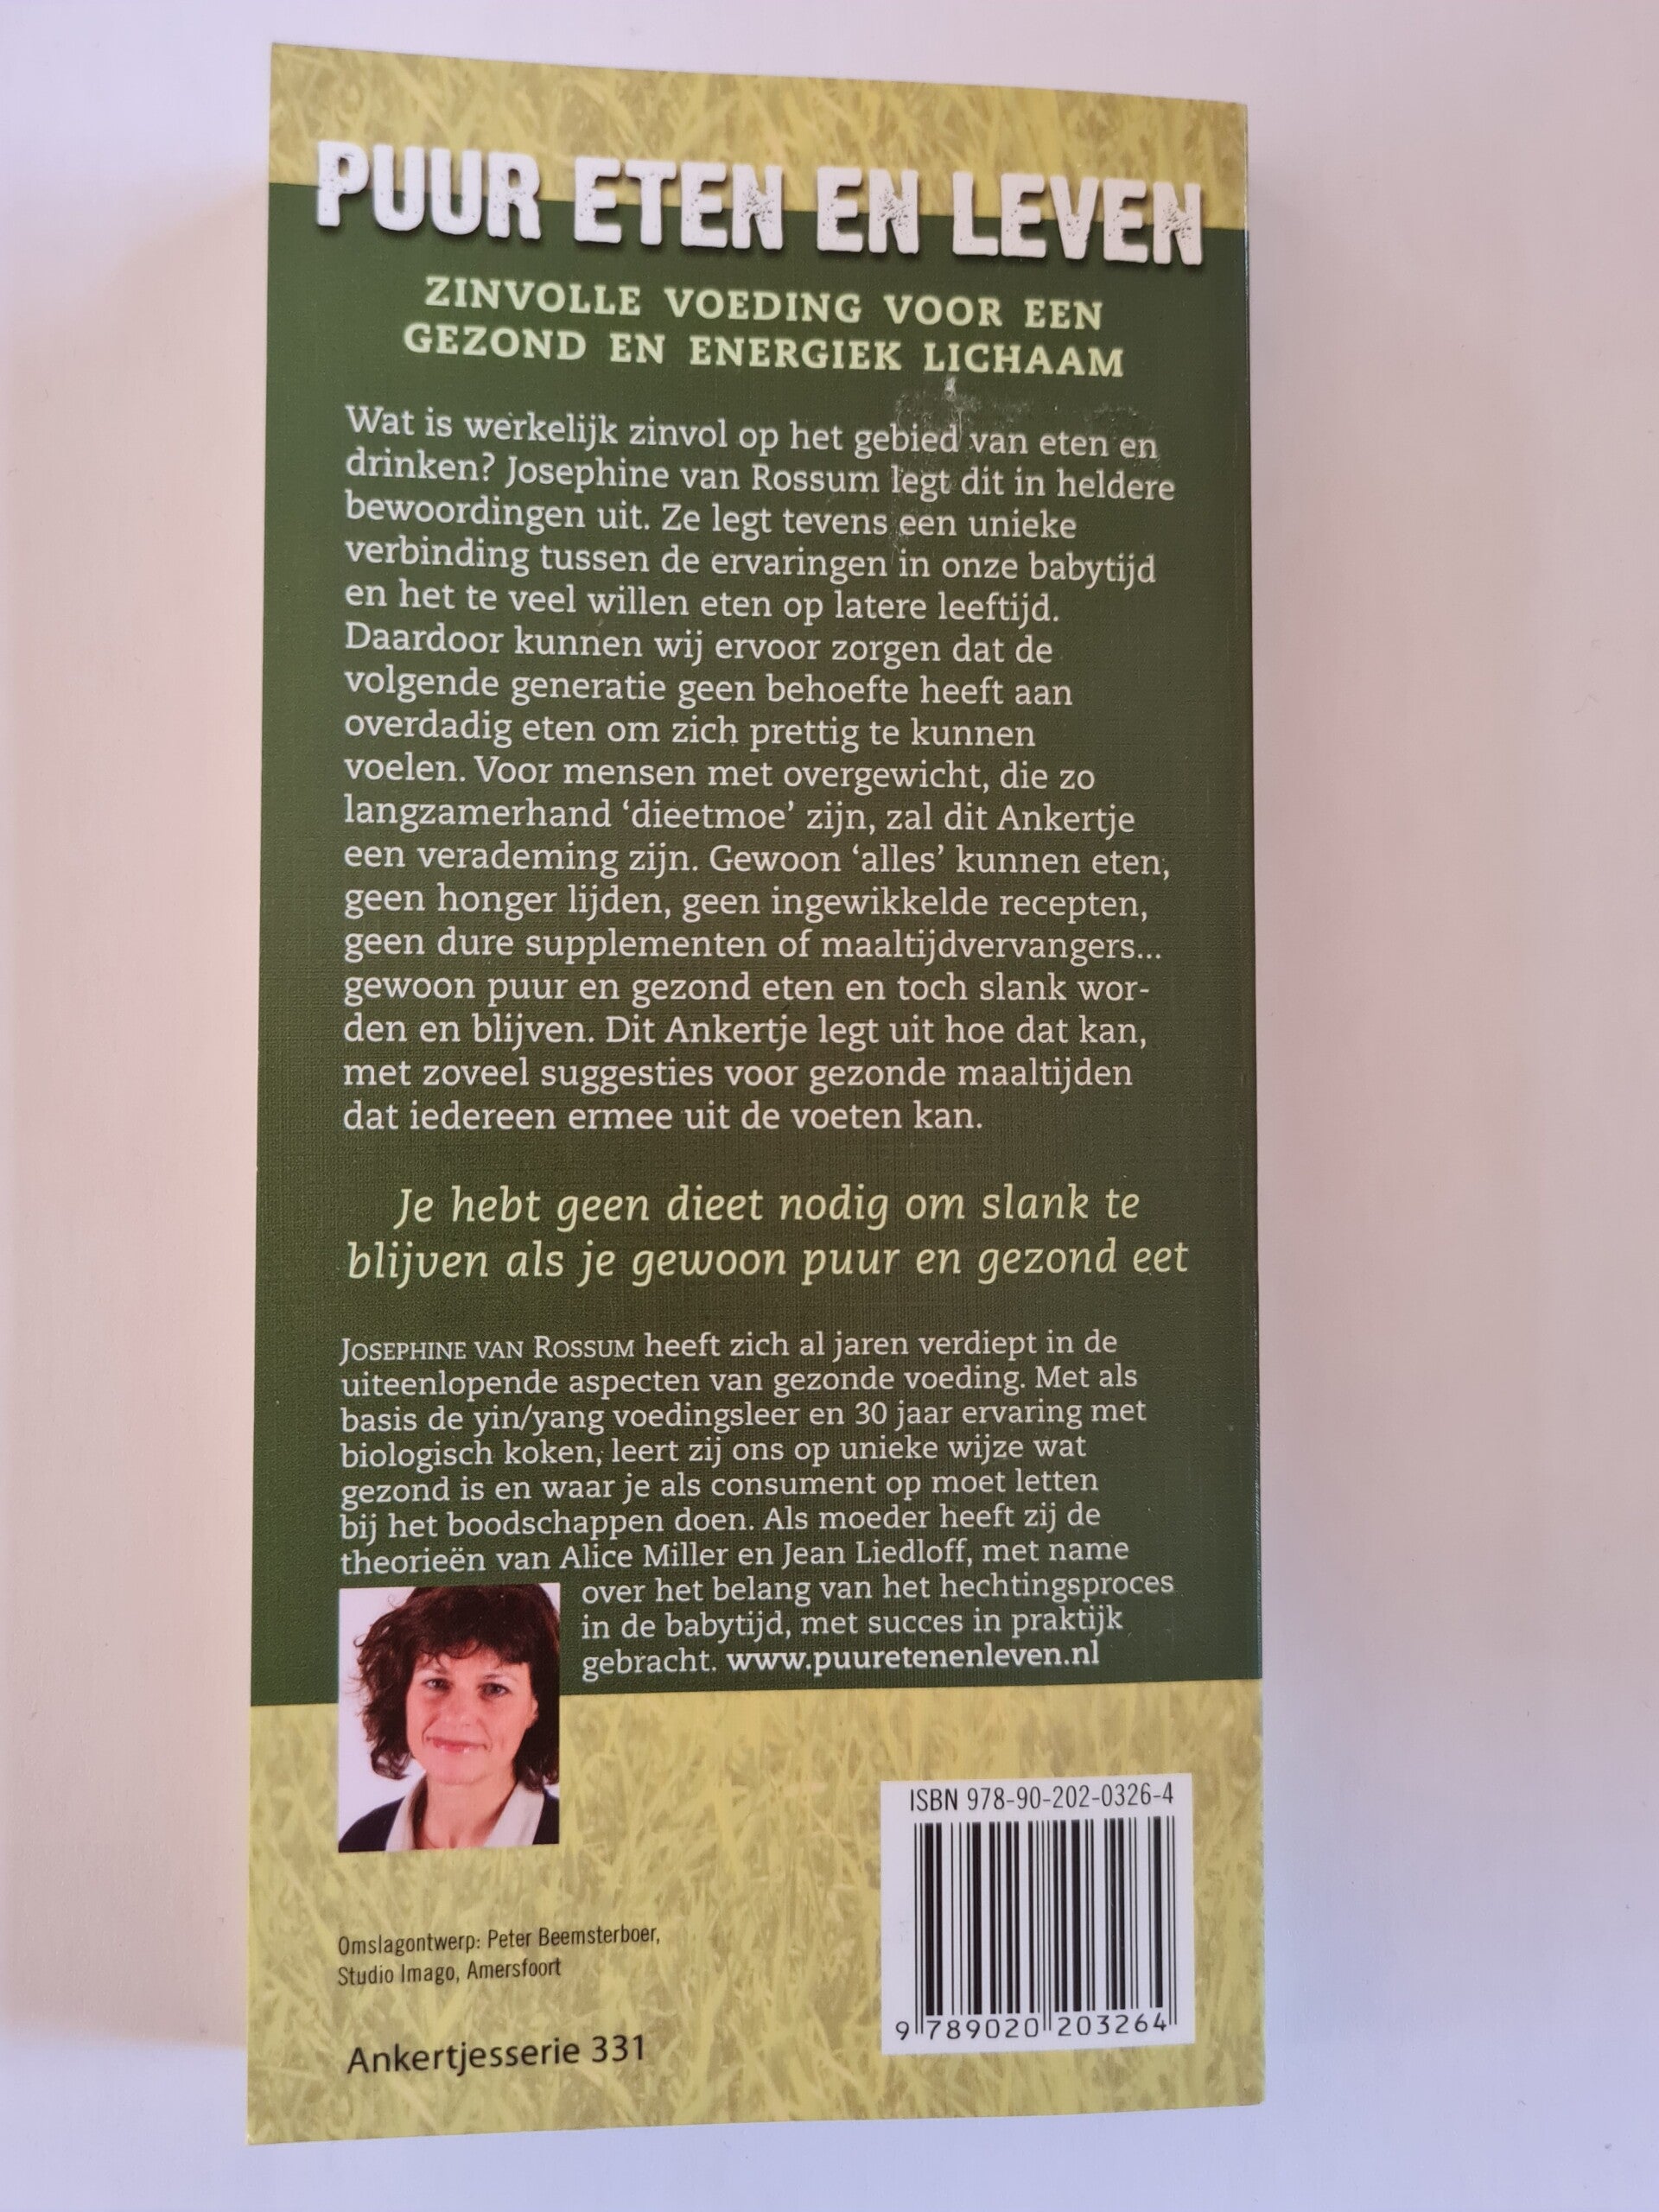 PUUR ETEN EN LEVEN
ZINVOLLE VOEDING VOOR EEN
GEZOND EN ENERGIEK LICHAAM
Wat is werkelijk zinvol op het gebied van eten en
drinken? Josephine van Rossum legt dit in heldere
bewoordingen uit. Ze legt tevens een unieke
verbinding tussen de ervaringen in onze babytijd
en het te veel willen eten op latere leeftijd.
Daardoor kunnen wij ervoor zorgen dat de
volgende generatie geen behoefte heeft aan
overdadig eten om zich prettig te kunnen
voelen. Voor mensen met overgewicht, die zo
langzamerhand ‘dieetmoe’ zijn, zal dit Ankertje
een verademing zijn. Gewoon ‘alles’ kunnen eten,
geen honger lijden, geen ingewikkelde recepten,
geen dure supplementen of maaltijdvervangers...
gewoon puur en gezond eten en toch slank wor-
den en blijven. Dit Ankertje legt uit hoe dat kan,
met zoveel suggesties voor gezonde maaltijden
dat iedereen ermee uit de voeten kan.
Je hebt geen dieet nodig om slank te
blijven als je gewoon puur en gezond eet
JOSEPHINE VAN ROSSUM heeft zich al jaren verdiept in de
uiteenlopende aspecten van gezonde voeding. Met als
basis de yin/yang voedingsleer en 30 jaar ervaring met
biologisch koken, leert zij ons op unieke wijze wat
gezond is en waar je als consument op moet letten
bij het boodschappen doen. Als moeder heeft zij de
theorieën van Alice Miller en Jean Liedloff, met name
over het belang van het hechtingsproces
in de babytijd, met succes in praktijk
gebracht. www.puuretenenleven.nl
ISBN 978-90-202-0326-4
9 789020 203264
Omslagontwerp: Peter Beemsterboer,
Studio Imago, Amersfoort
Ankertjesserie 331